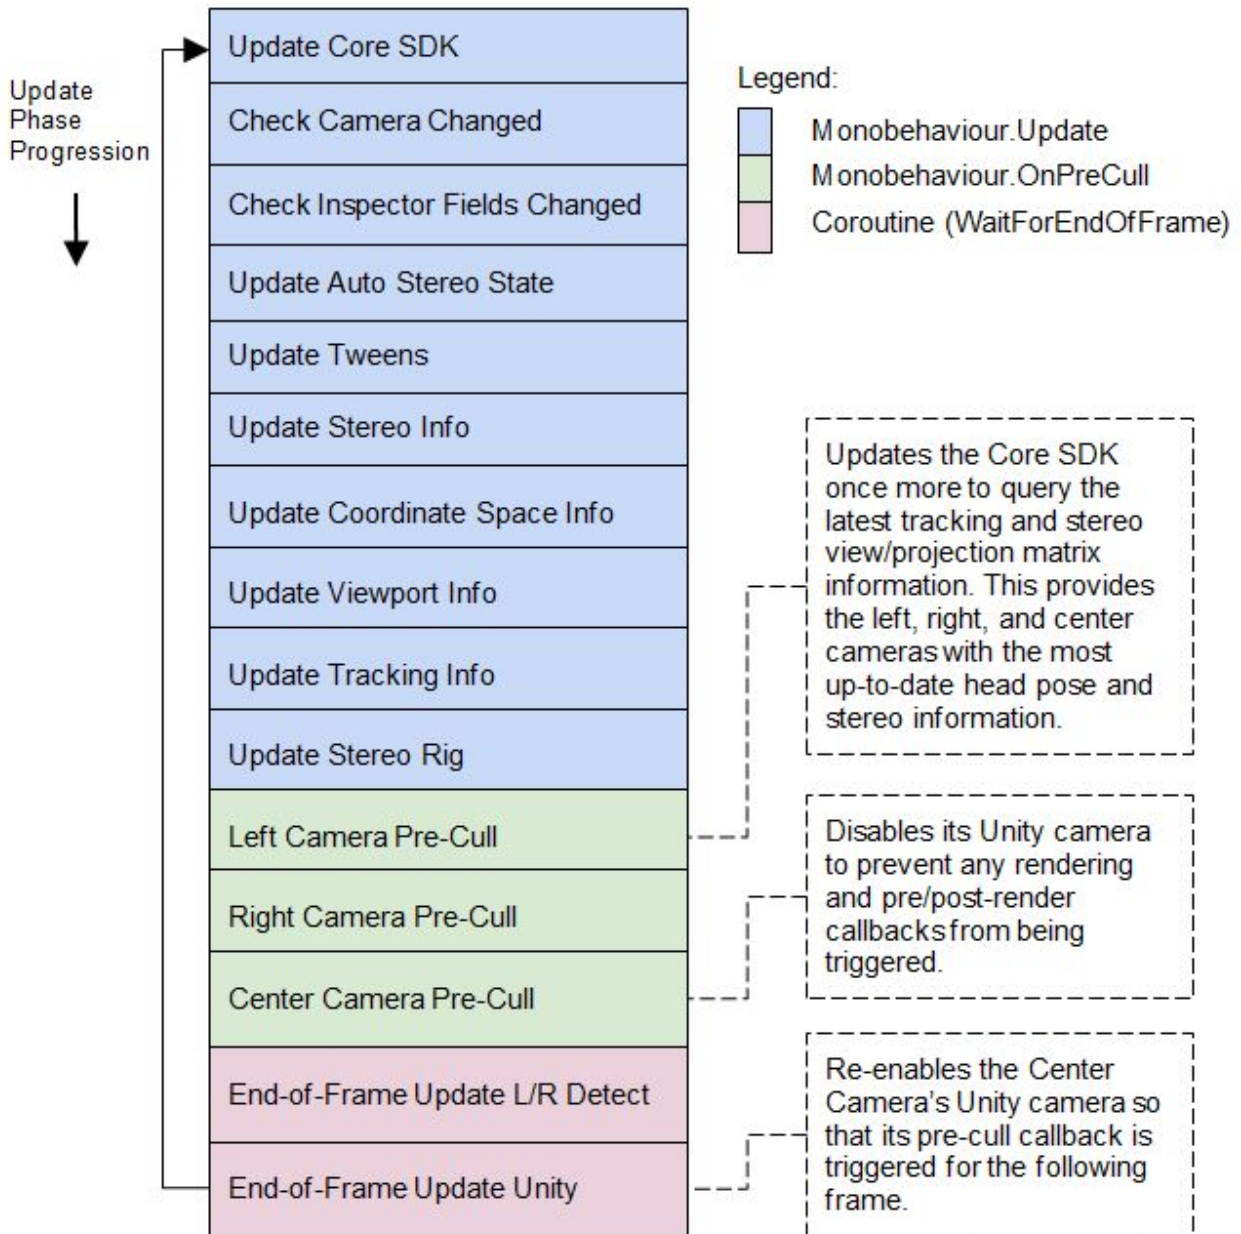 Update
Phase
Progression
Update Core SDK
Check Camera Changed
Check Inspector Fields Changed
Update Auto Stereo State
Update Tweens
Update Stereo Info
Update Coordinate Space Info
Update Viewport Info
Update Tracking Info
Update Stereo Rig
Left Camera Pre-Cull
Right Camera Pre-Cull
Center Camera Pre-Cull
End-of-Frame Update L/R Detect
End-of-Frame Update Unity
Legend:
Monobehaviour.Update
Monobehaviour.OnPreCull
Coroutine (WaitForEndOfFrame)
Updates the Core SDK
once more to query the
latest tracking and stereo
view/projection matrix
information. This provides
the left, right, and center
cameras with the most
up-to-date head pose and
stereo information.
Disables its Unity camera
to prevent any rendering
and pre/post-render
callbacks from being
triggered.
Re-enables the Center
Camera's Unity camera so
that its pre-cull callback is
triggered for the following
frame.